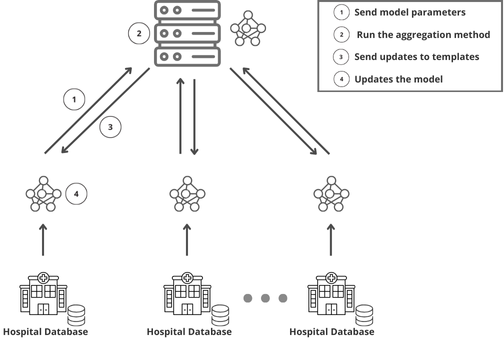 1 Send model parameters
2 Run the aggregation method
3 Send updates to templates
4 Updates the model
2
1
3
4
Hospital Database Hospital Database Hospital Database